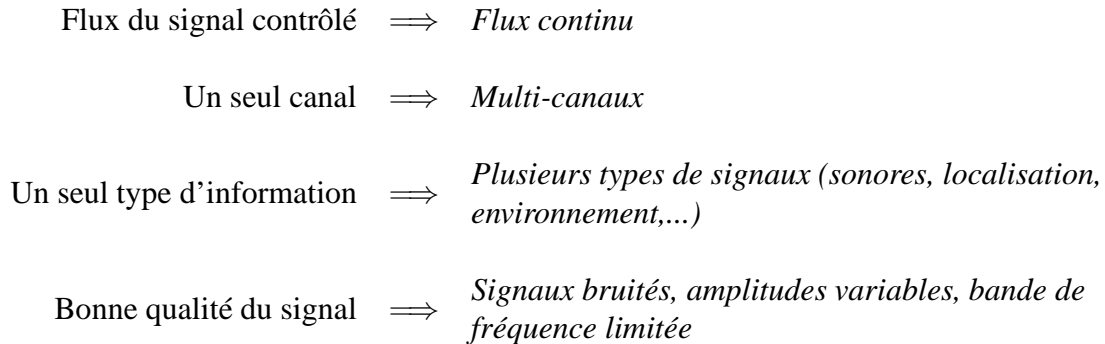 Flux du signal contrôlé ⟹ Flux continu
Un seul canal ⟹ Multi-canaux
Un seul type d'information ⟹ Plusieurs types de signaux (sonores, localisation,
environnement,...)
Bonne qualité du signal ⟹ Signaux bruités, amplitudes variables, bande de
fréquence limitée